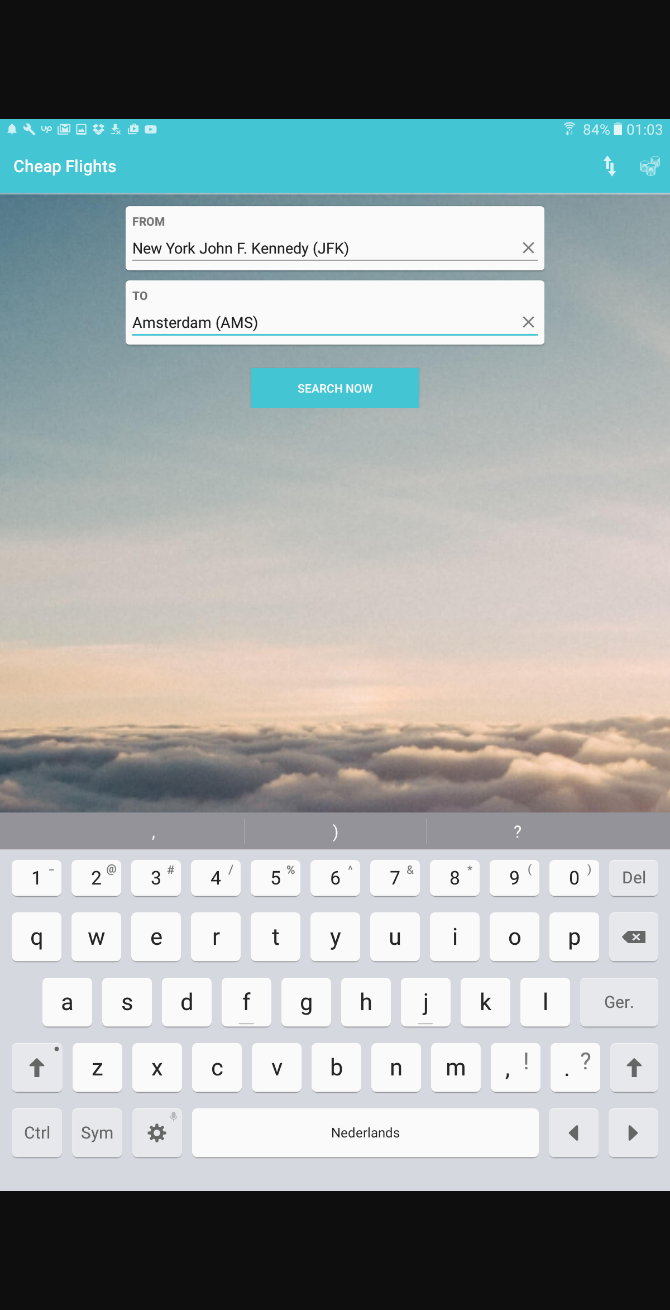 84% 01:03
Cheap Flights
FROM
New York John F. Kennedy (JFK)
TO
Amsterdam (AMS)
SEARCH NOW
, ) ?
1 - 2 @ 3 # 4 / 5 % 6 ^ 7 & 8 * 9 ( 0 ) Del
q w e r t y u i o p
a s d f g h j k l Ger.
z x c v b n m , ! . ?
Ctrl Sym Nederlands